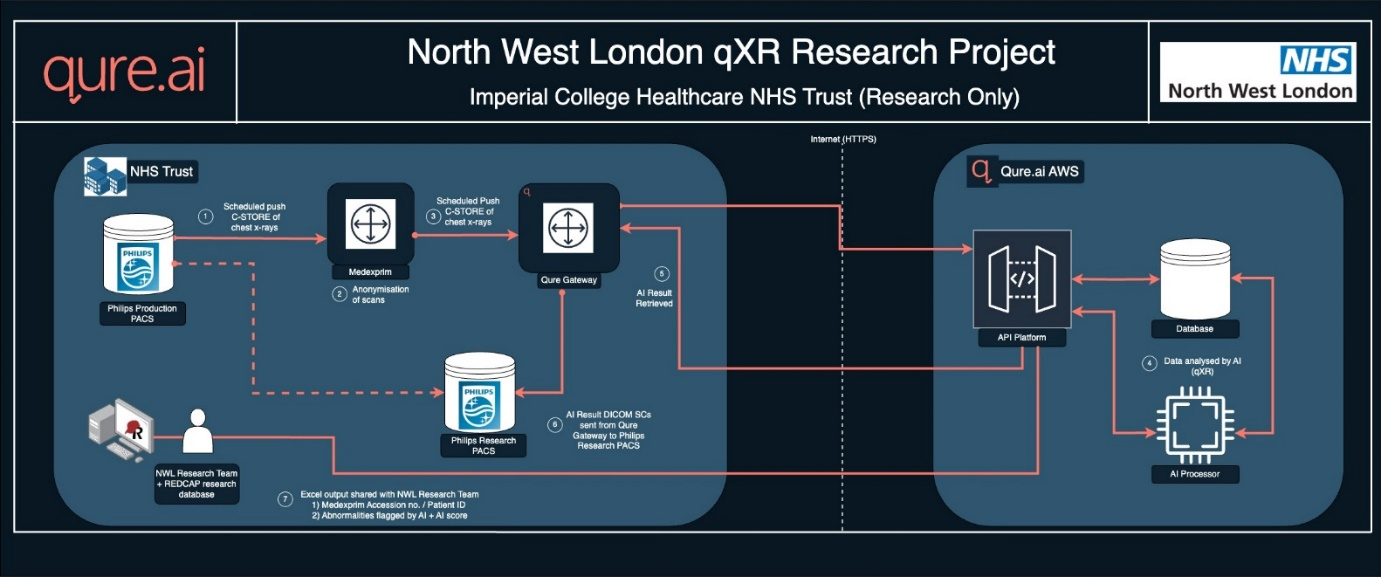 qure.ai
North West London qXR Research Project
Imperial College Healthcare NHS Trust (Research Only)
NHS
North West London
Internet (HTTPS)
NHS Trust
1
Scheduled push
C-STORE of
chest x-rays
3
Scheduled Push
C-STORE of
chest x-rays
q
Qure.ai AWS
PHILIPS
Philips Production
PACS
Medexprim
2
Anonymisation
of scans
q
Qure Gateway
5
AI Result
Retrieved
</>
API Platform
Database
4
Data analysed by AI
(qXR)
AI Processor
PHILIPS
Philips Research
PACS
6
AI Result DICOM SCs
sent from Qure
Gateway to Philips
Research PACS
R
NWL Research Team
+ REDCAP research
database
7
Excel output shared with NWL Research Team
1) Medexprim Accession no. / Patient ID
2) Abnormalities flagged by AI + AI score